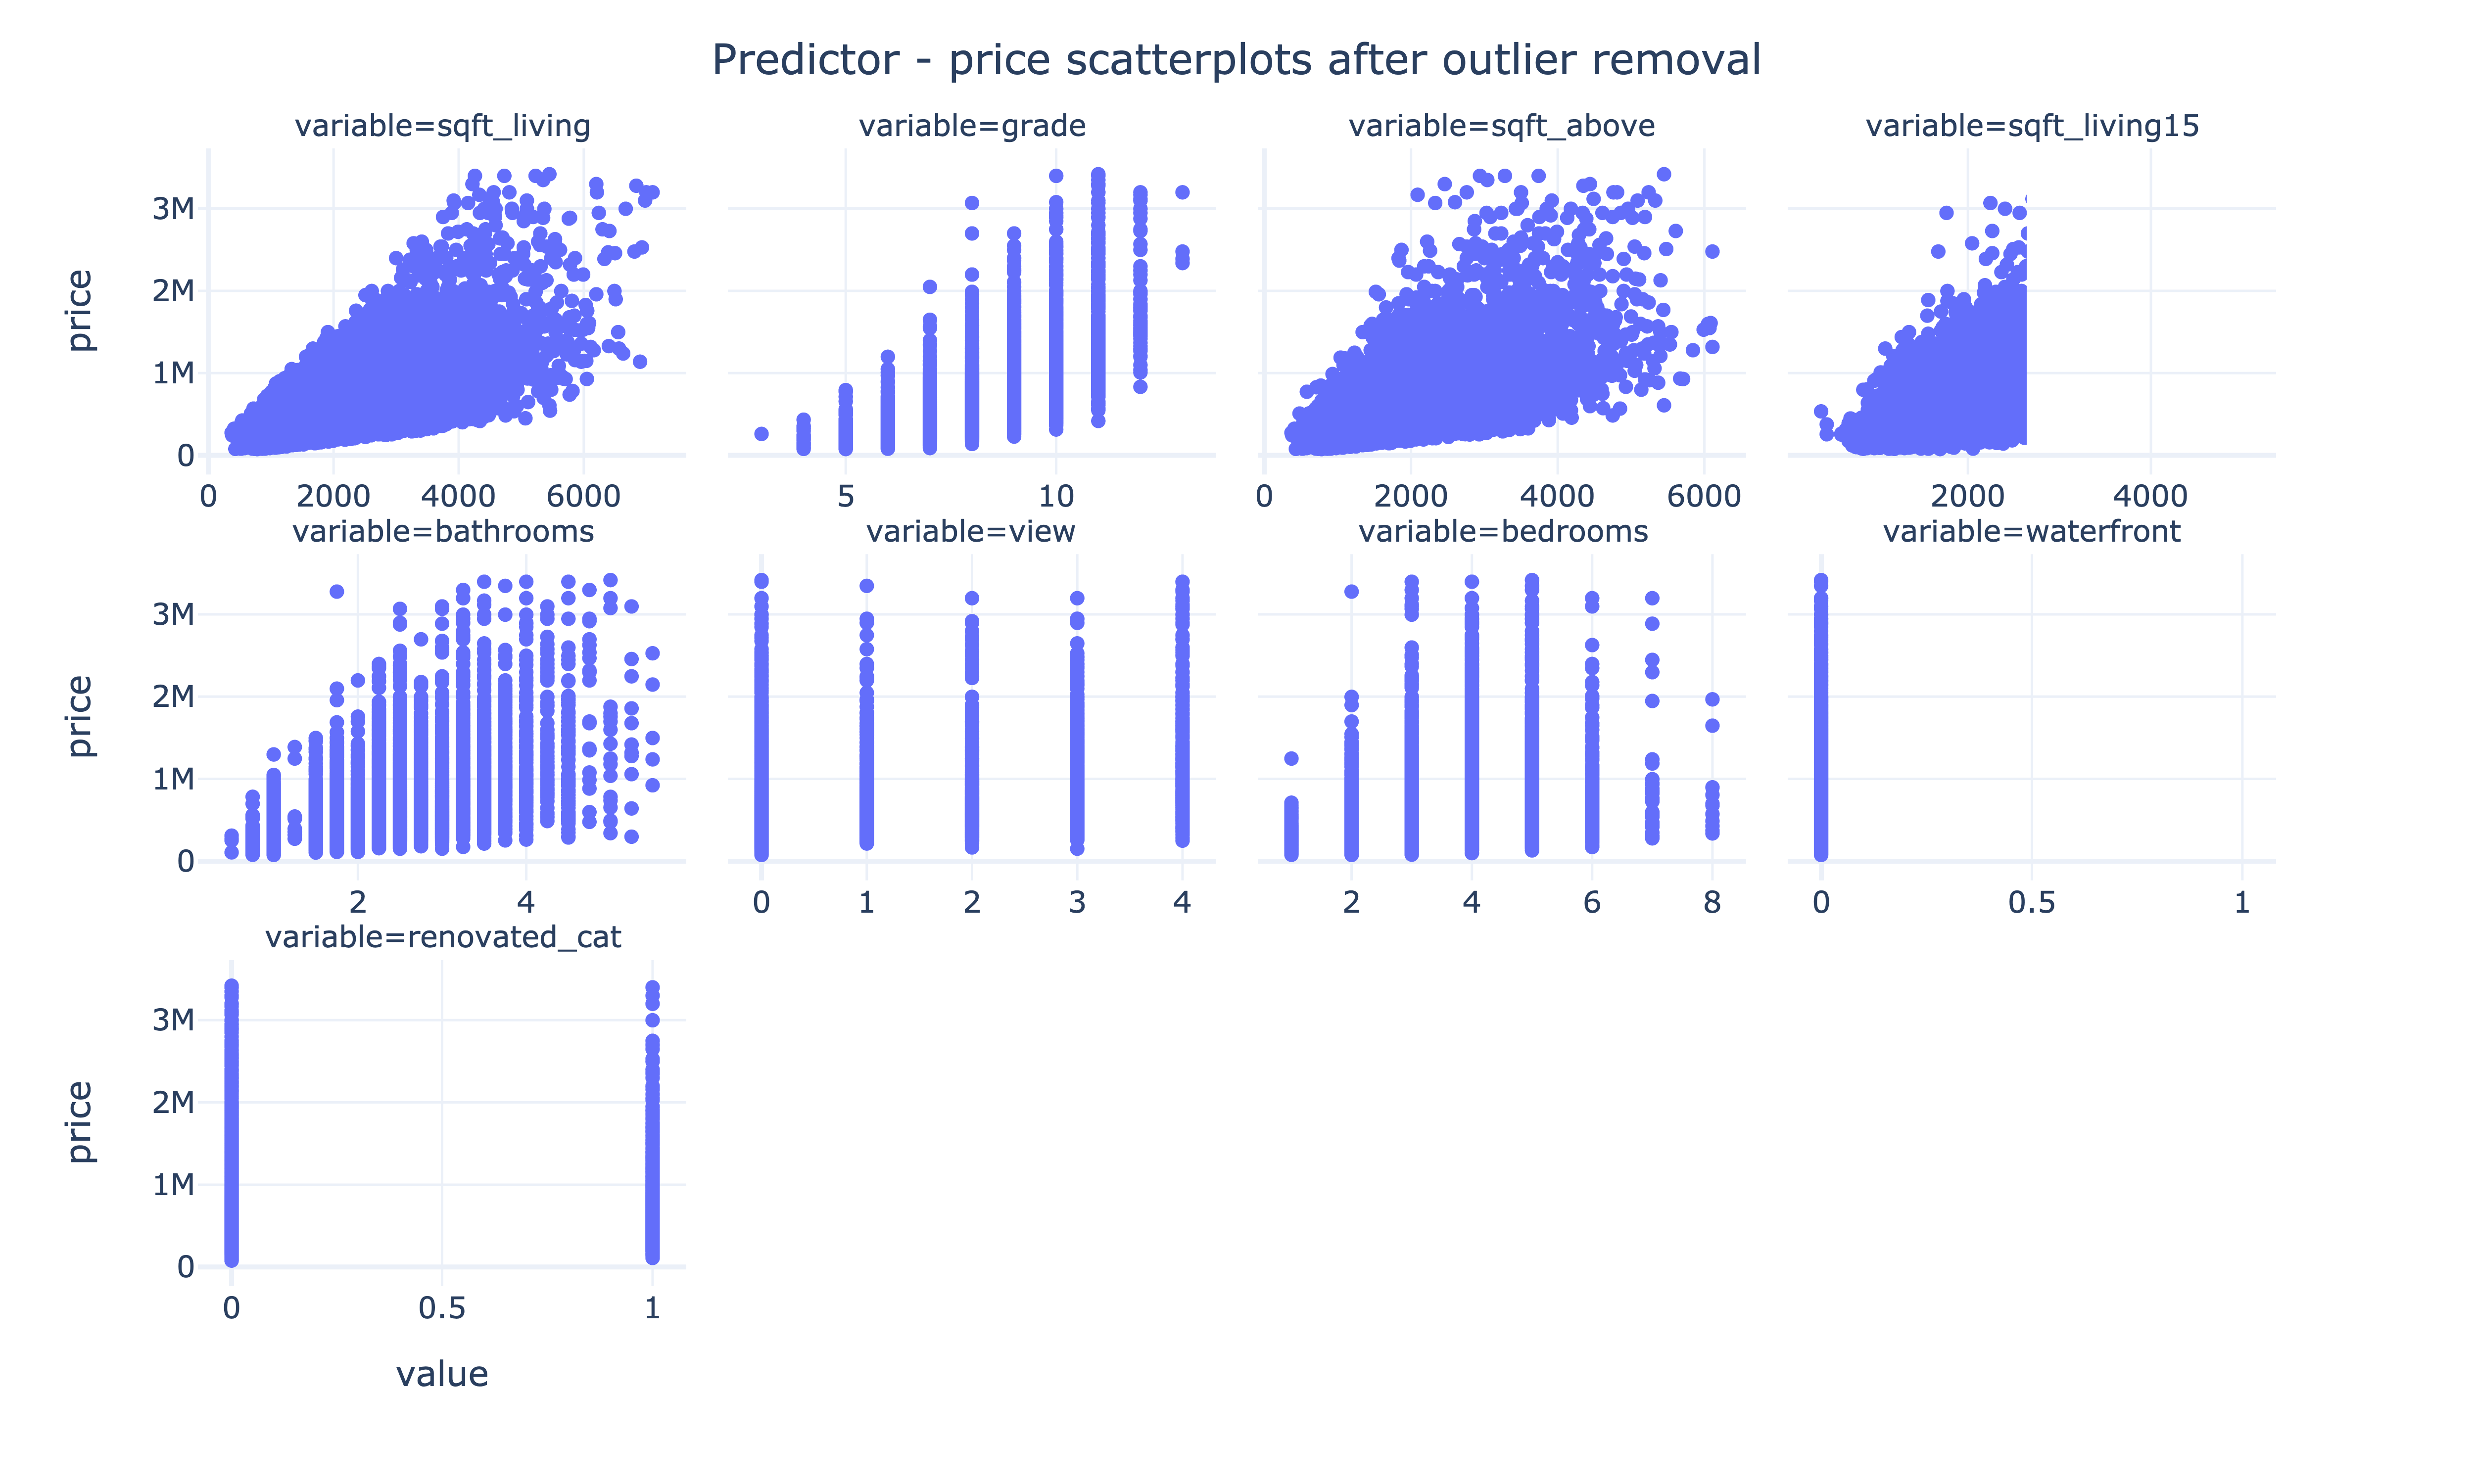 Predictor - price scatterplots after outlier removal
variable=sqft_living
variable=grade
variable=sqft_above
variable=sqft_living15
price
3M
2M
1M
0
0 2000 4000 6000
5 10
0 2000 4000 6000
2000 4000
variable=bathrooms
variable=view
variable=bedrooms
variable=waterfront
price
3M
2M
1M
0
2 4
0 1 2 3 4
2 4 6 8
0 0.5 1
variable=renovated_cat
price
3M
2M
1M
0
0 0.5 1
value